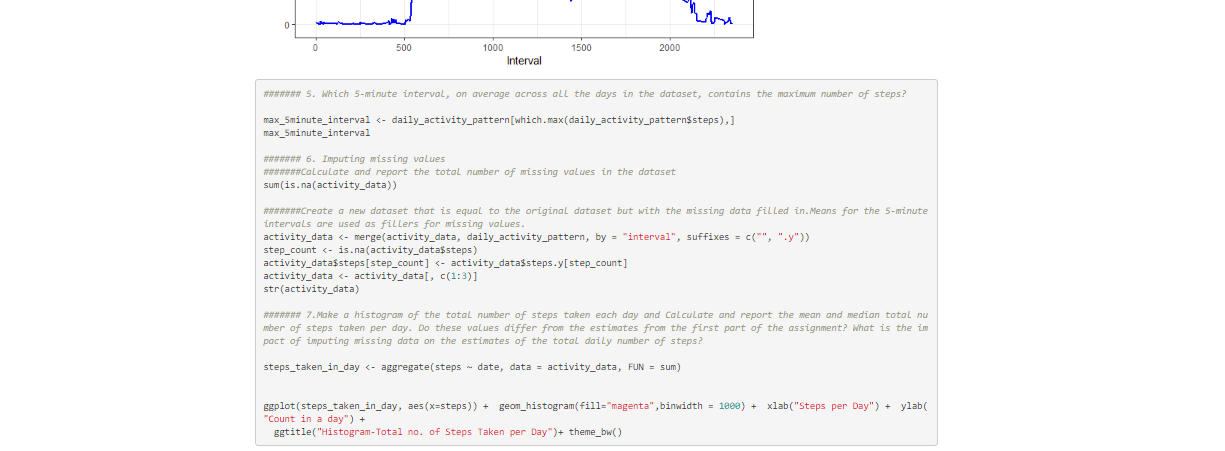 0
0 500 1000 1500 2000
Interval
####### 5. Which 5-minute interval, on average across all the days in the dataset, contains the maximum number of steps?
max_5minute_interval <- daily_activity_pattern[which.max(daily_activity_pattern$steps),]
max_5minute_interval
####### 6. Imputing missing values
#######Calculate and report the total number of missing values in the dataset
sum(is.na(activity_data))
#######Create a new dataset that is equal to the original dataset but with the missing data filled in.Means for the 5-minute
intervals are used as fillers for missing values.
activity_data <- merge(activity_data, daily_activity_pattern, by = "interval", suffixes = c("", ".y"))
step_count <- is.na(activity_data$steps)
activity_data$steps[step_count] <- activity_data$steps.y[step_count]
activity_data <- activity_data[, c(1:3)]
str(activity_data)
####### 7.Make a histogram of the total number of steps taken each day and Calculate and report the mean and median total nu
mber of steps taken per day. Do these values differ from the estimates from the first part of the assignment? What is the im
pact of imputing missing data on the estimates of the total daily number of steps?
steps_taken_in_day <- aggregate(steps ~ date, data = activity_data, FUN = sum)
ggplot(steps_taken_in_day, aes(x=steps)) +  geom_histogram(fill="magenta",binwidth = 1000) +  xlab("Steps per Day") +  ylab(
"Count in a day") +
ggtitle("Histogram-Total no. of Steps Taken per Day")+ theme_bw()